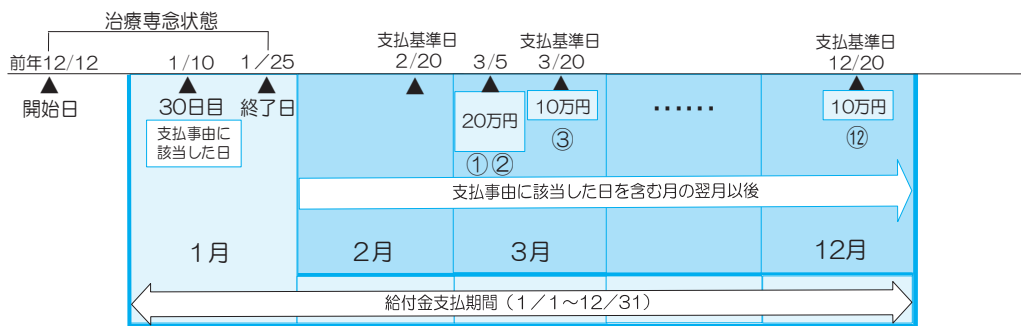 治療専念状態
支払基準日
支払基準日
支払基準日
前年12/12
1/10
1/25
2/20
3/5
3/20
12/20
開始日
30日目
終了日
支払事由に
該当した日
20万円
10万円
……
10万円
①②
③
⑫
支払事由に該当した日を含む月の翌月以後
1月
2月
3月
12月
給付金支払期間(1/1～12/31)